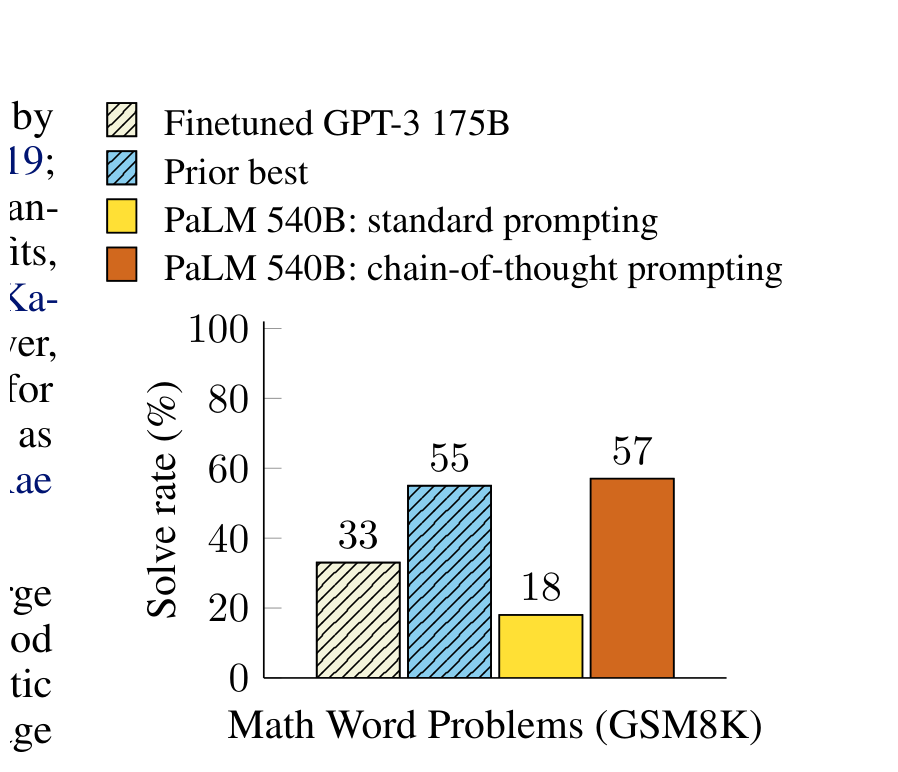 by
19;
an-
its,
Ka-
ver,
for
as
ge
od
tic
ge
Finetuned GPT-3 175B
Prior best
PaLM 540B: standard prompting
PaLM 540B: chain-of-thought prompting
100
80
60
40
20
0
Solve rate (%)
33
55
18
57
Math Word Problems (GSM8K)